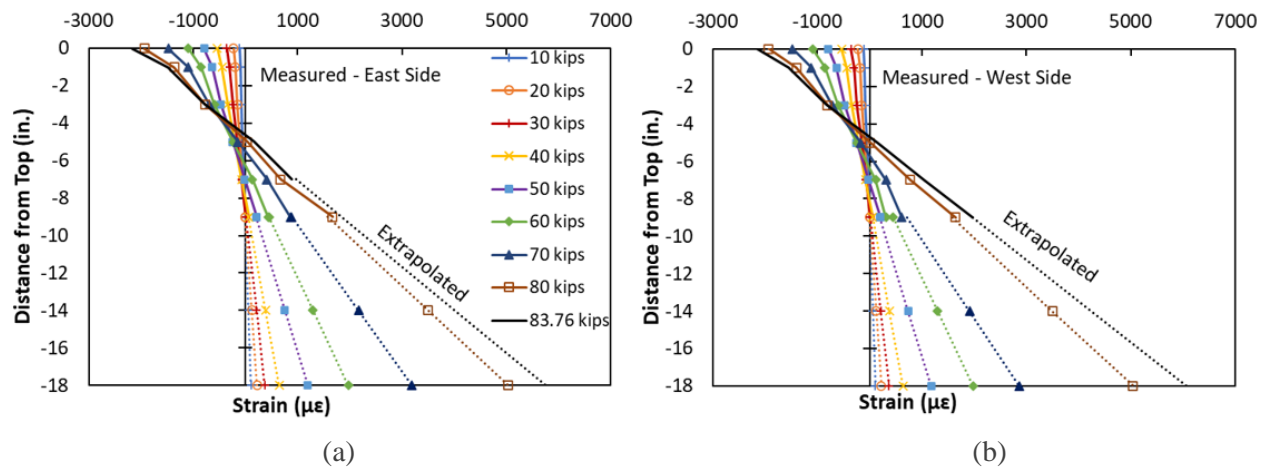 -3000 -1000 1000 3000 5000 7000
0
-2
-4
-6
-8
-10
-12
-14
-16
-18
Distance from Top (in.)
Measured - East Side
10 kips
20 kips
30 kips
40 kips
50 kips
60 kips
70 kips
80 kips
83.76 kips
Extrapolated
Strain (με)
(a)
-3000 -1000 1000 3000 5000 7000
0
-2
-4
-6
-8
-10
-12
-14
-16
-18
Distance from Top (in.)
Measured - West Side
Extrapolated
Strain (με)
(b)